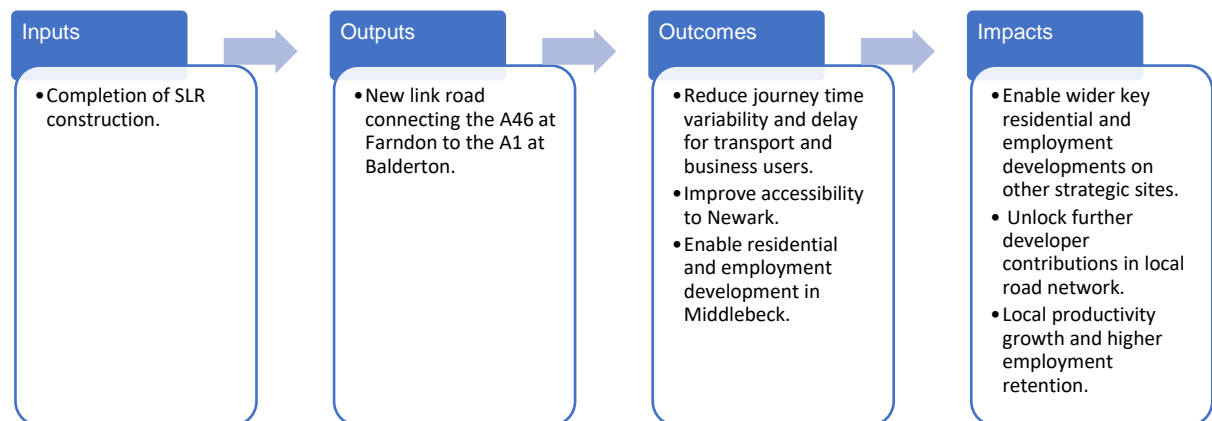 Inputs
•Completion of SLR
construction.
Outputs
•New link road
connecting the A46 at
Farndon to the A1 at
Balderton.
Outcomes
•Reduce journey time
variability and delay
for transport and
business users.
•Improve accessibility
to Newark.
•Enable residential
and employment
development in
Middlebeck.
Impacts
•Enable wider key
residential and
employment
developments on
other strategic sites.
• Unlock further
developer
contributions in local
road network.
•Local productivity
growth and higher
employment
retention.